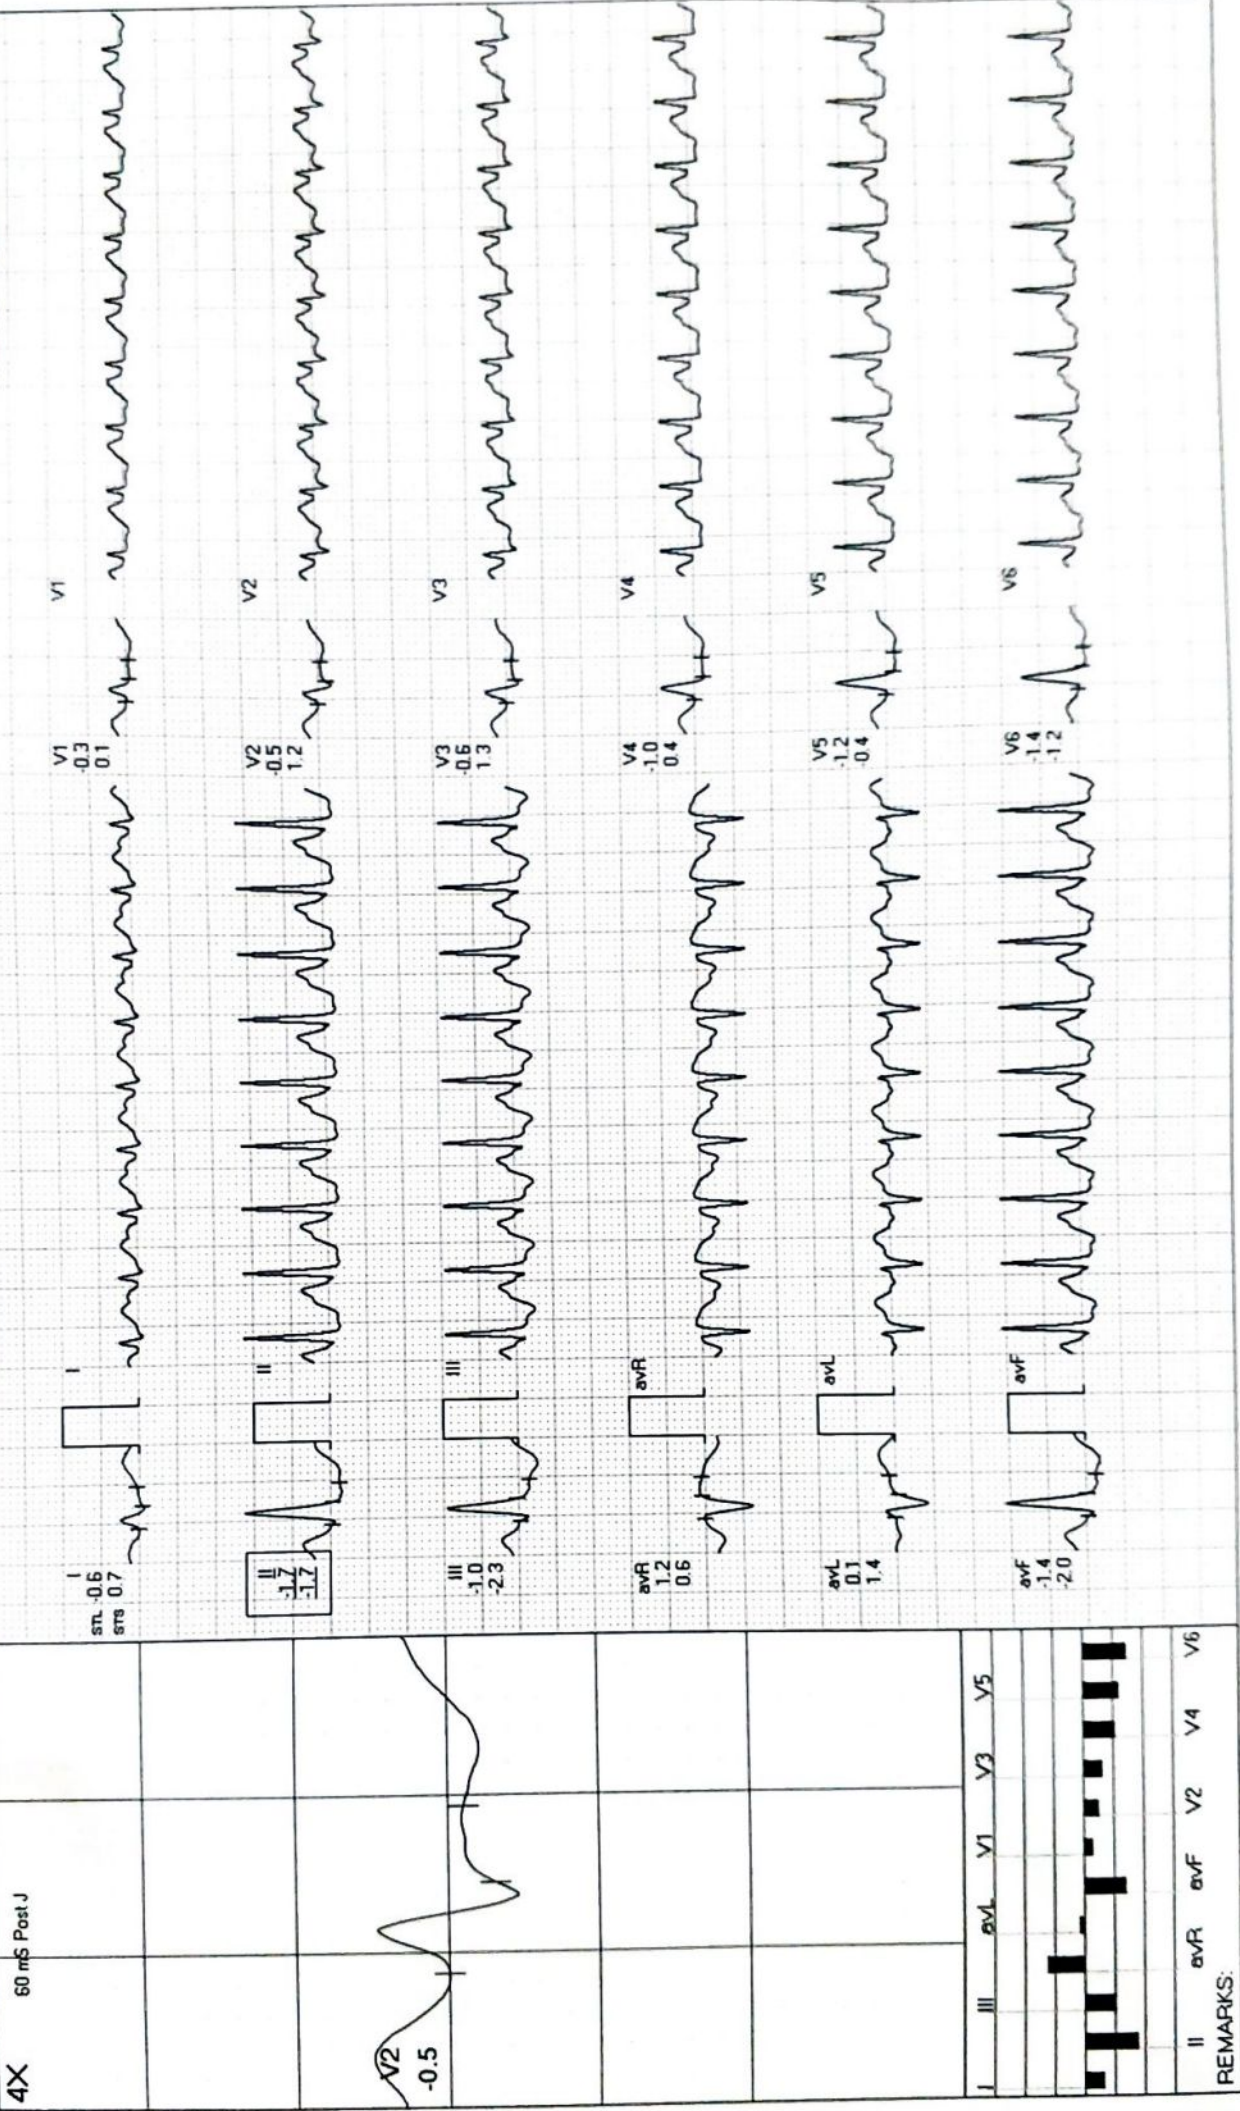 4X
60 mS Post J
V2
-0.5
I
III
avL
V1
V3
V5
II
avR
avF
V2
V4
V6
REMARKS:
I
STL -0.6
STS 0.7
II
-1.7
-1.7
III
-1.0
-2.3
avR
1.2
0.6
avL
0.1
1.4
avF
-1.4
-2.0
I
II
III
avR
avL
avF
V1
-0.3
0.1
V2
-0.5
1.2
V3
-0.6
1.3
V4
-1.0
0.4
V5
-1.2
-0.4
V6
-1.4
-1.2
V1
V2
V3
V4
V5
V6